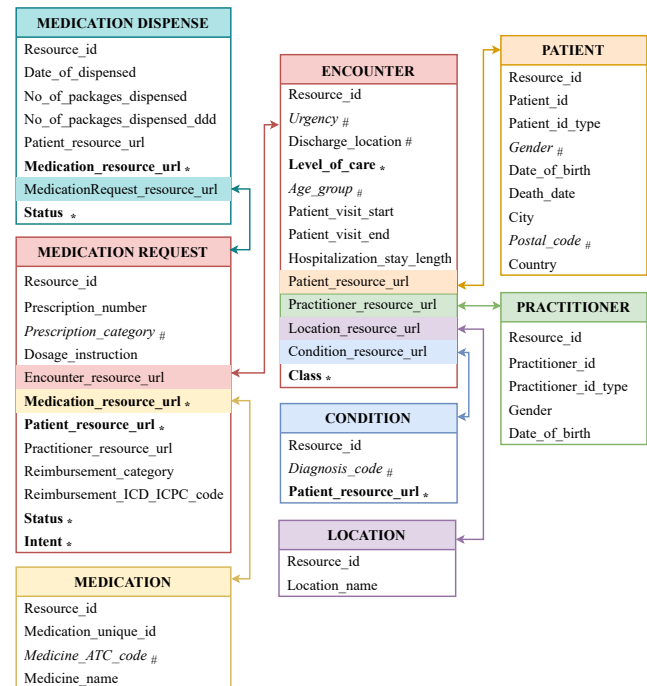 MEDICATION DISPENSE
Resource_id
Date_of_dispensed
No_of_packages_dispensed
No_of_packages_dispensed_ddd
Patient_resource_url
Medication_resource_url *
MedicationRequest_resource_url
Status *
MEDICATION REQUEST
Resource_id
Prescription_number
Prescription_category #
Dosage_instruction
Encounter_resource_url
Medication_resource_url *
Patient_resource_url *
Practitioner_resource_url
Reimbursement_category
Reimbursement_ICD_ICPC_code
Status *
Intent *
MEDICATION
Resource_id
Medication_unique_id
Medicine_ATC_code #
Medicine_name
ENCOUNTER
Resource_id
Urgency #
Discharge_location #
Level_of_care *
Age_group #
Patient_visit_start
Patient_visit_end
Hospitalization_stay_length
Patient_resource_url
Practitioner_resource_url
Location_resource_url
Condition_resource_url
Class *
CONDITION
Resource_id
Diagnosis_code #
Patient_resource_url *
LOCATION
Resource_id
Location_name
PATIENT
Resource_id
Patient_id
Patient_id_type
Gender #
Date_of_birth
Death_date
City
Postal_code #
Country
PRACTITIONER
Resource_id
Practitioner_id
Practitioner_id_type
Gender
Date_of_birth